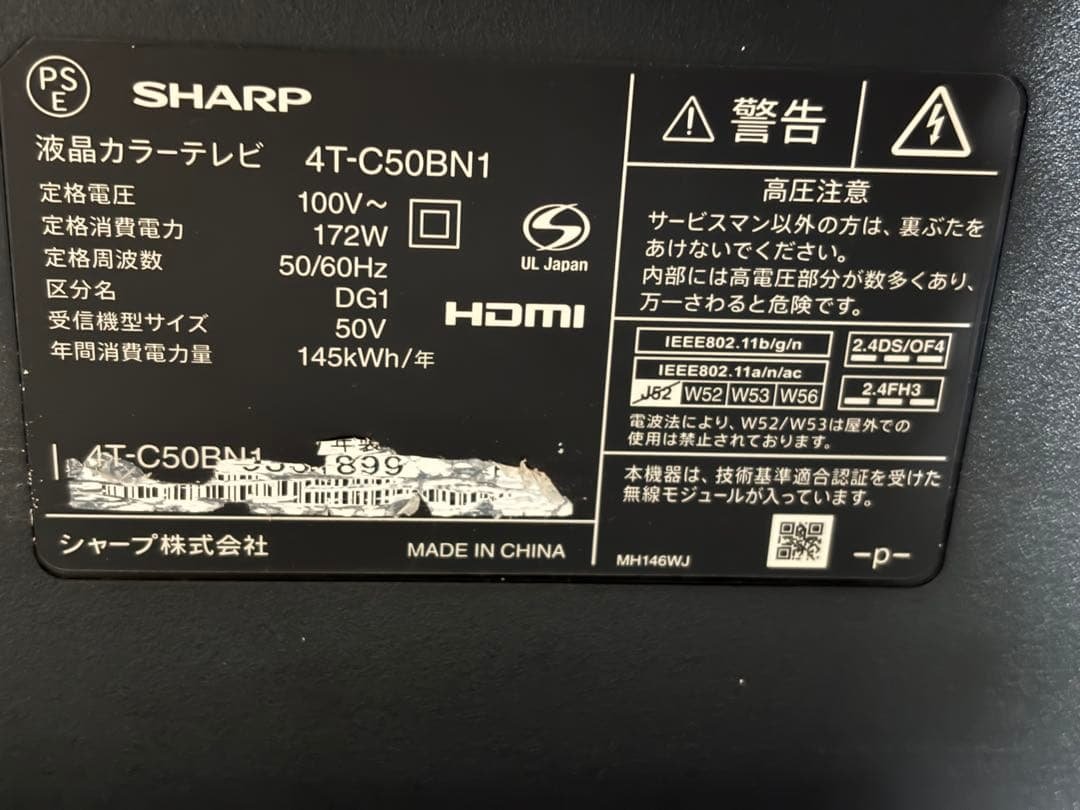 PSE
SHARP
液晶カラーテレビ 4T-C50BN1
定格電圧 100V～
定格消費電力 172W
定格周波数 50/60Hz
区分名 DG1
受信機型サイズ 50V
年間消費電力量 145kWh/年
UL Japan
HDMI
4T-C50BN1
年製
899
シャープ株式会社
MADE IN CHINA
警告
高圧注意
サービスマン以外の方は、裏ぶたを
あけないでください。
内部には高電圧部分が数多くあり、
万一さわると危険です。
IEEE802.11b/g/n
IEEE802.11a/n/ac
J52 W52 W53 W56
2.4DS/OF4
2.4FH3
電波法により、W52/W53は屋外での
使用は禁止されております。
本機器は、技術基準適合認証を受けた
無線モジュールが入っています。
MH146WJ
-p-